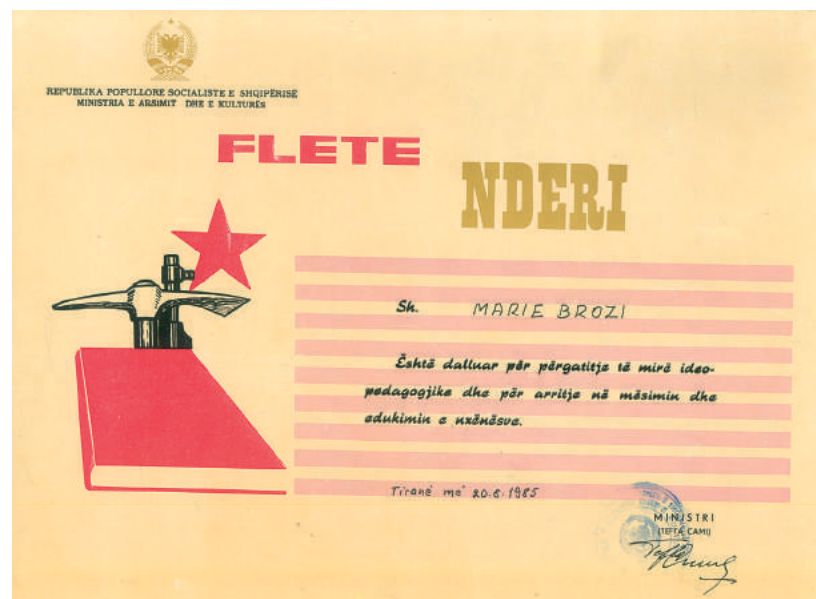 REPUBLIKA POPULLORE SOCIALISTE E SHQIPËRISË
MINISTRIA E ARSIMIT DHE E KULTURËS
FLETE
NDERI
Sh. MARIE BROZI
Është dalluar për përgatitje të mirë ideo-
pedagogjike dhe për arritje në mësimin dhe
edukimin e nxënësve.
Tiranë më 20.6.1985
MINISTRI
(TEFTA CAMI)